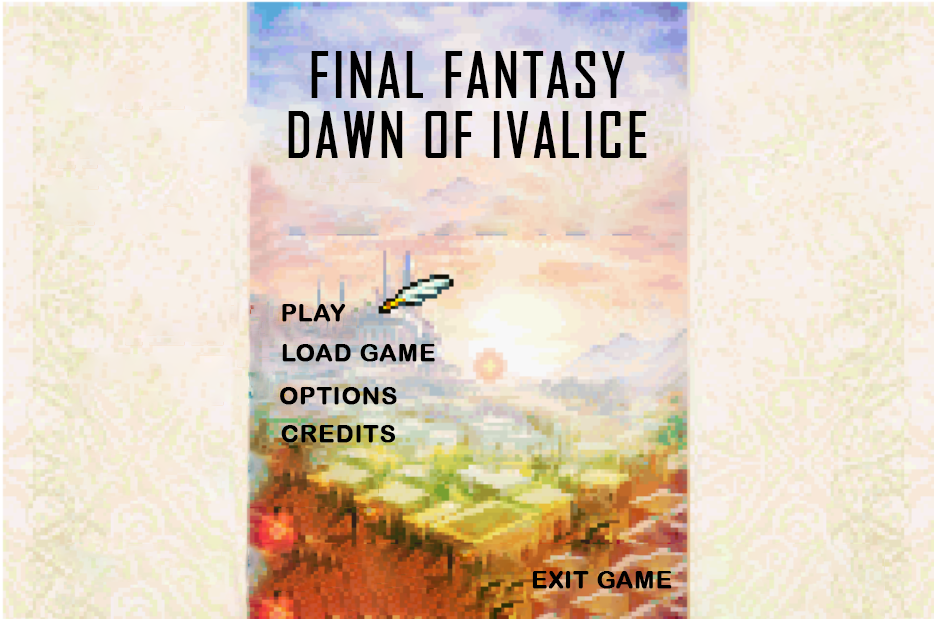 FINAL FANTASY
DAWN OF IVALICE
PLAY
LOAD GAME
OPTIONS
CREDITS
EXIT GAME